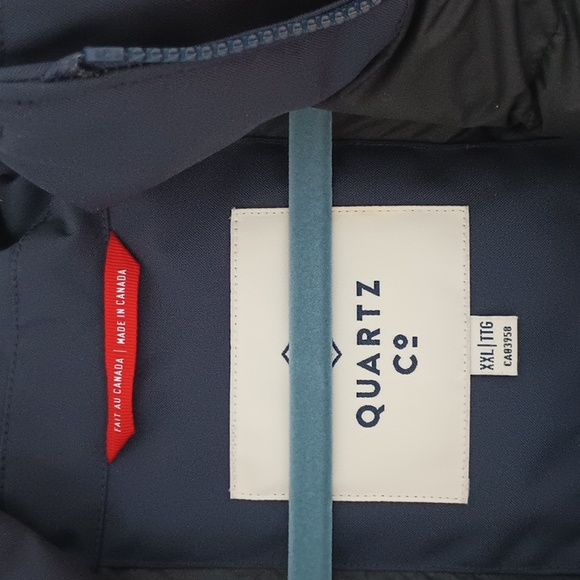 FAIT AU CANADA | MADE IN CANADA
QUARTZ
Co
XXL|TTG
CA03958